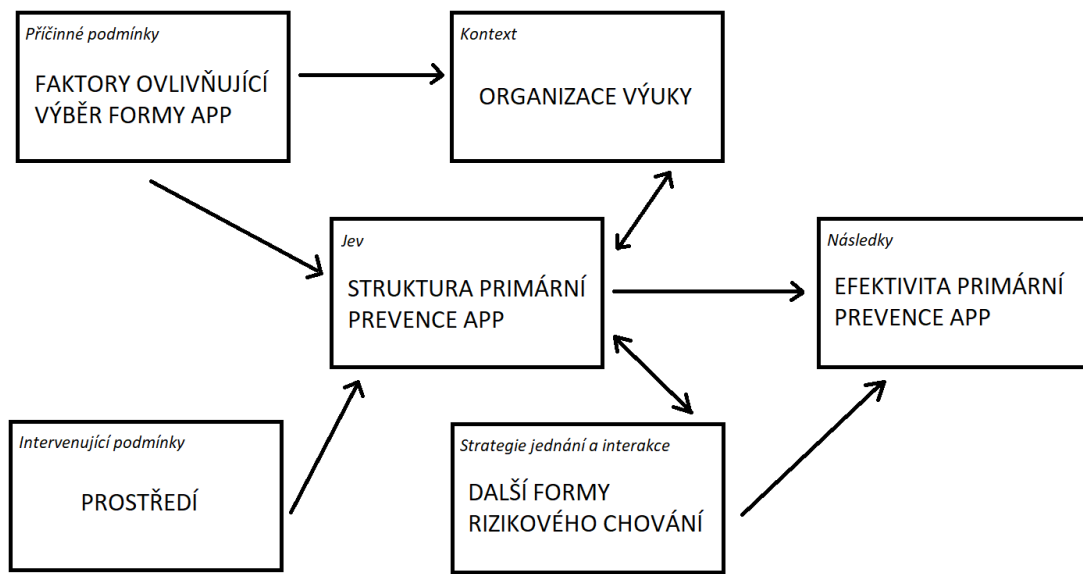 Příčinné podmínky
FAKTORY OVLIVŇUJÍCÍ
VÝBĚR FORMY APP
Kontext
ORGANIZACE VÝUKY
Jev
STRUKTURA PRIMÁRNÍ
PREVENCE APP
Následky
EFEKTIVITA PRIMÁRNÍ
PREVENCE APP
Intervenující podmínky
PROSTŘEDÍ
Strategie jednání a interakce
DALŠÍ FORMY
RIZIKOVÉHO CHOVÁNÍ